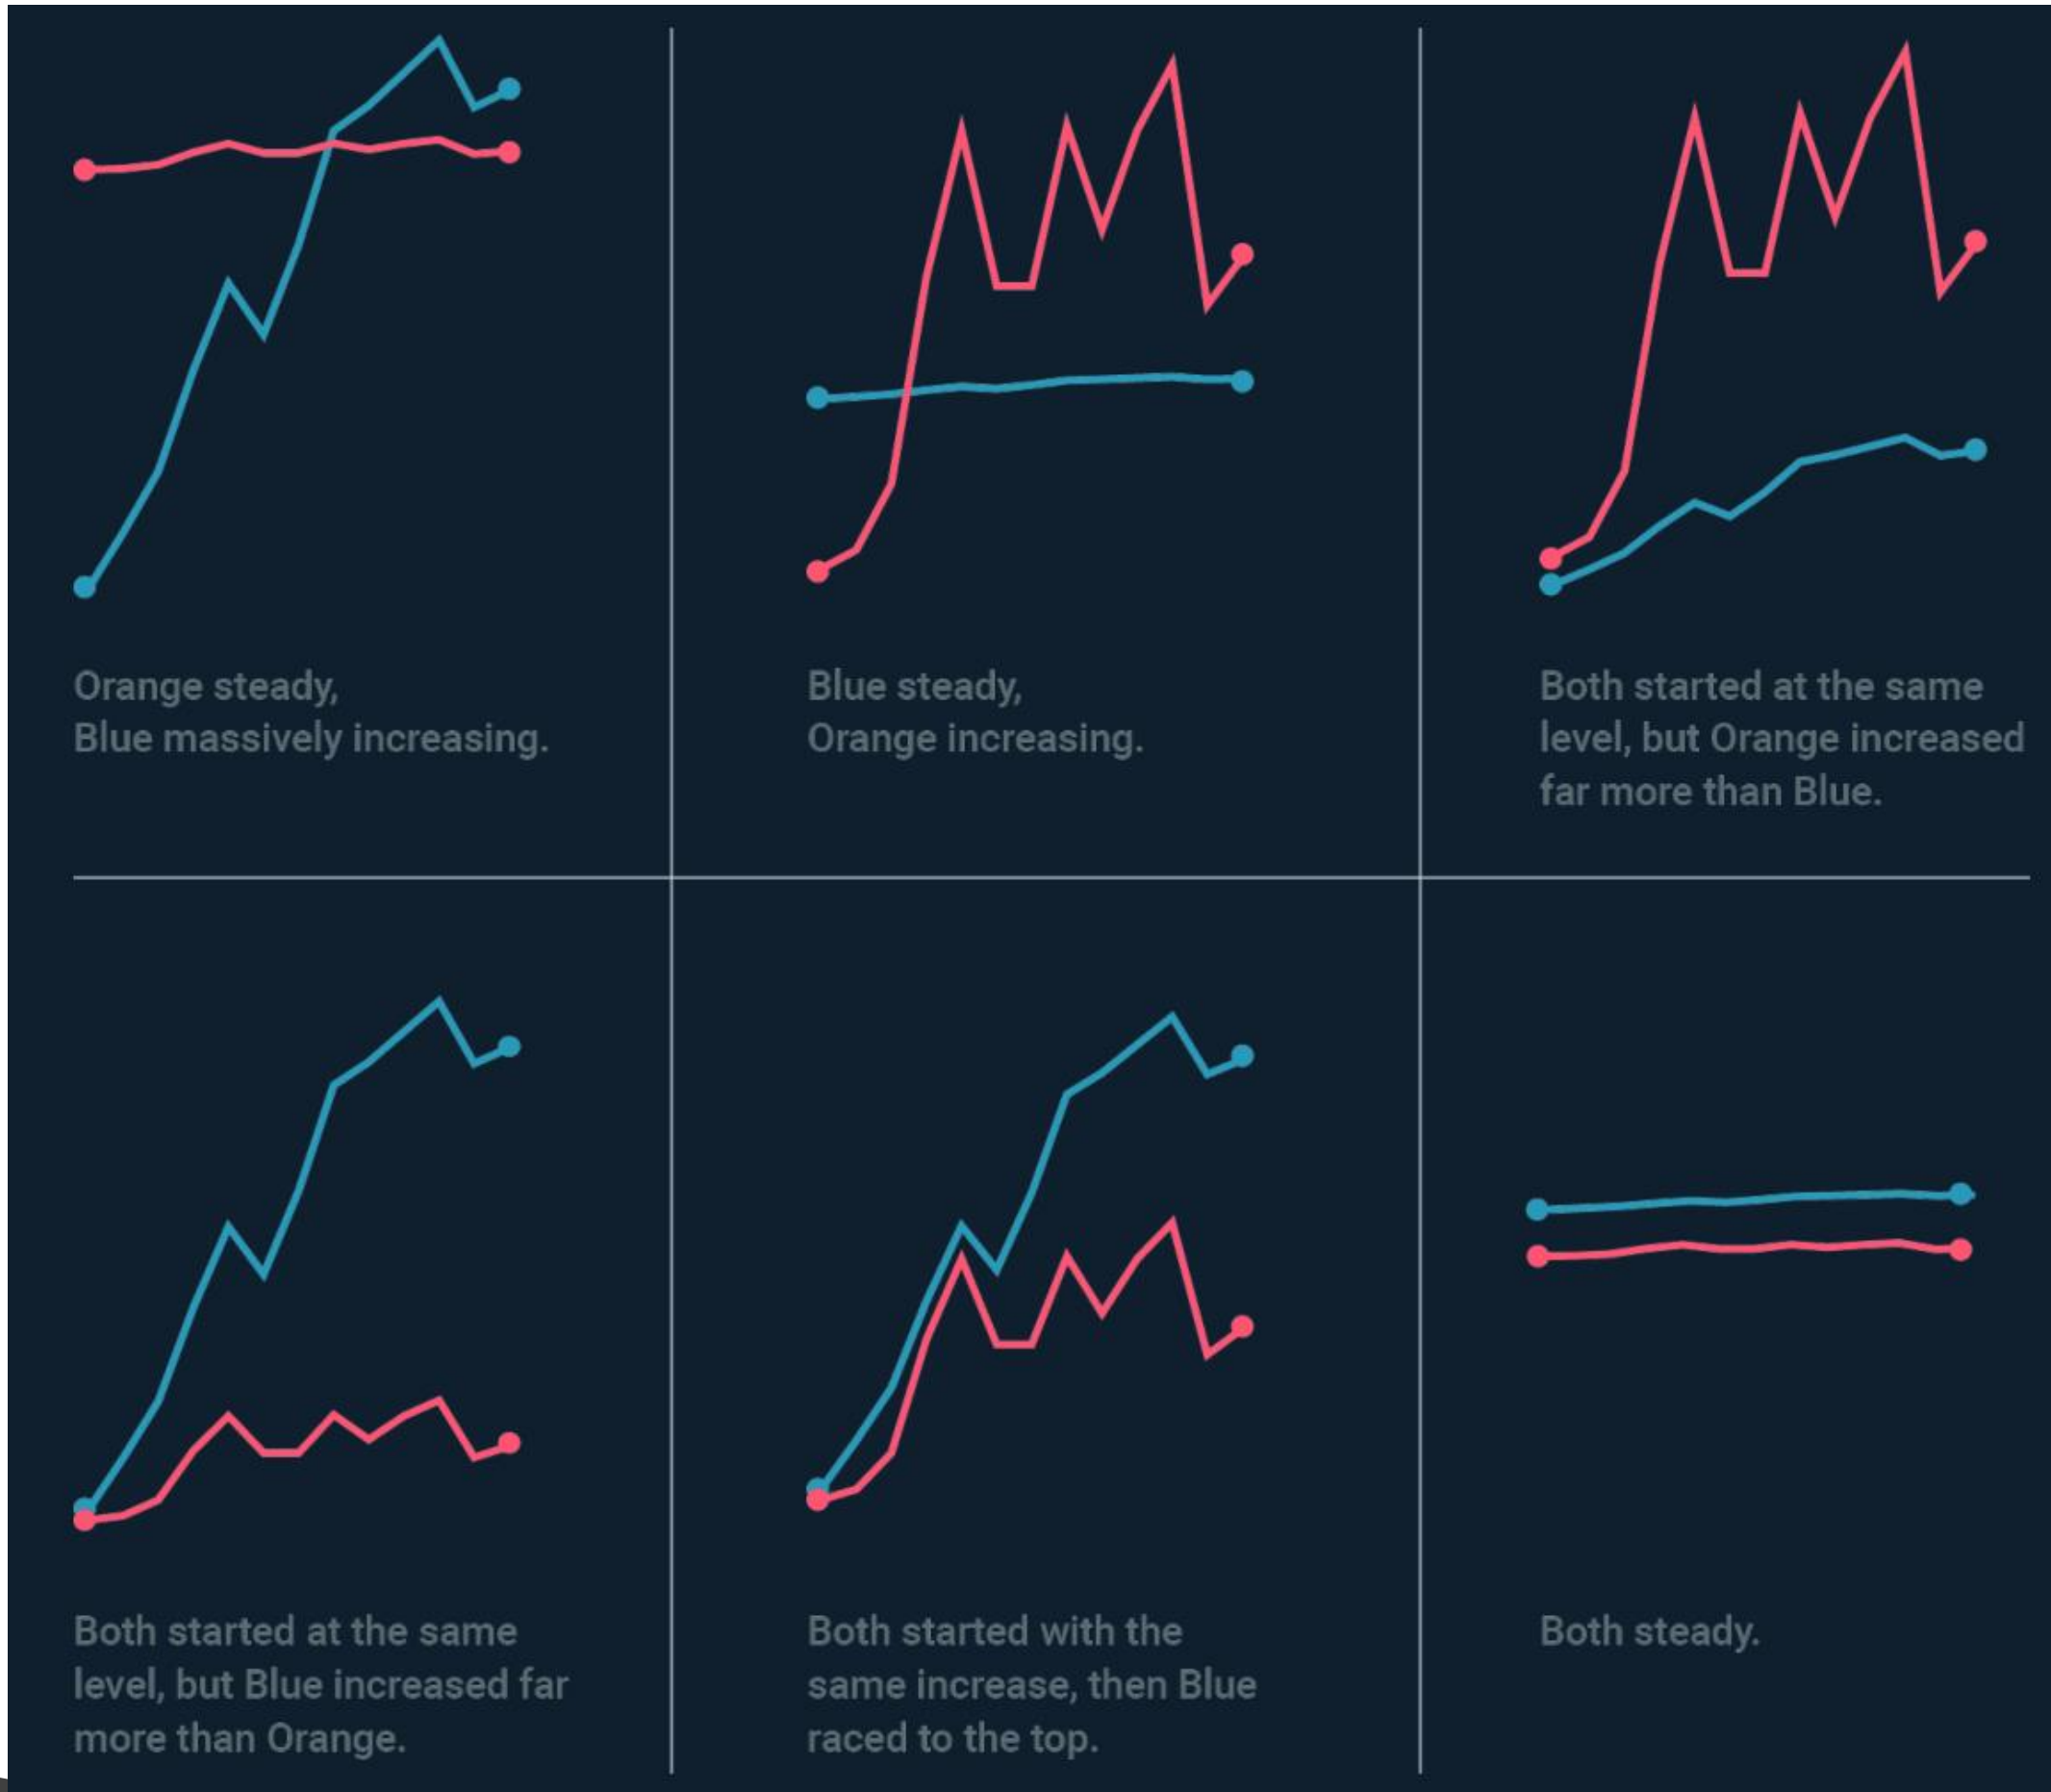 Orange steady,
Blue massively increasing.
Blue steady,
Orange increasing.
Both started at the same
level, but Orange increased
far more than Blue.
Both started at the same
level, but Blue increased far
more than Orange.
Both started with the
same increase, then Blue
raced to the top.
Both steady.